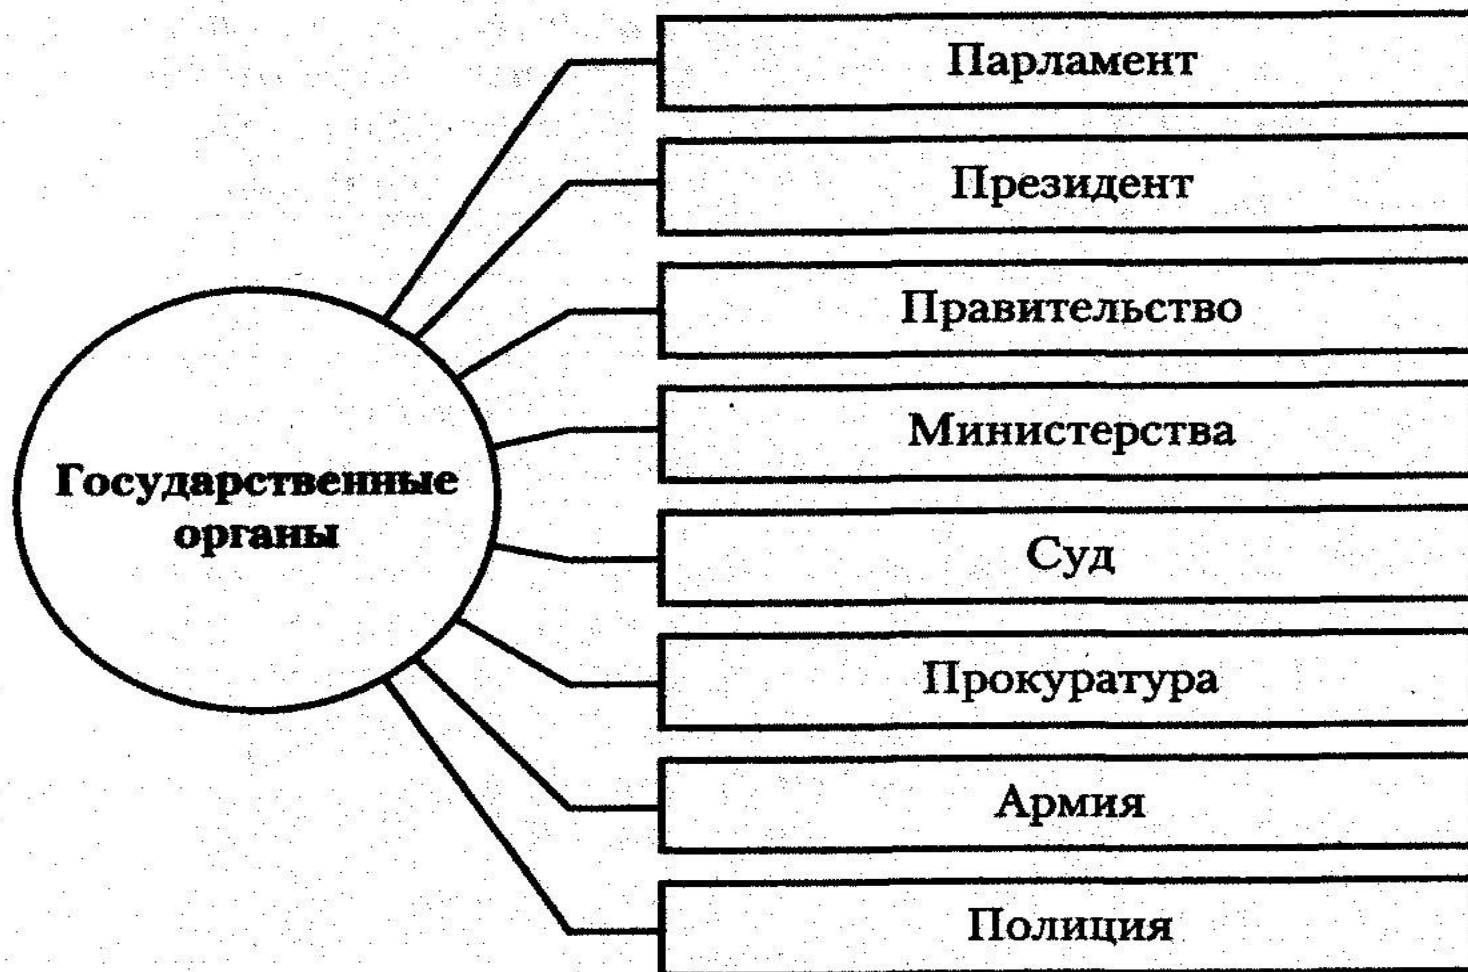 Парламент
Президент
Правительство
Министерства
Государственные
органы
Суд
Прокуратура
Армия
Полиция